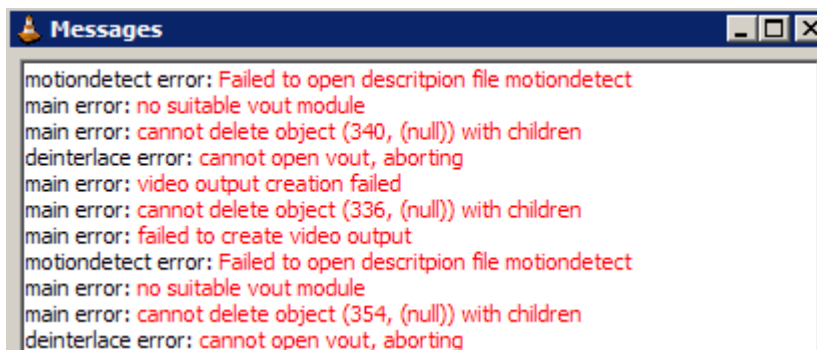 Messages
motiondetect error: Failed to open descritpion file motiondetect
main error: no suitable vout module
main error: cannot delete object (340, (null)) with children
deinterlace error: cannot open vout, aborting
main error: video output creation failed
main error: cannot delete object (336, (null)) with children
main error: failed to create video output
motiondetect error: Failed to open descritpion file motiondetect
main error: no suitable vout module
main error: cannot delete object (354, (null)) with children
deinterlace error: cannot open vout, aborting